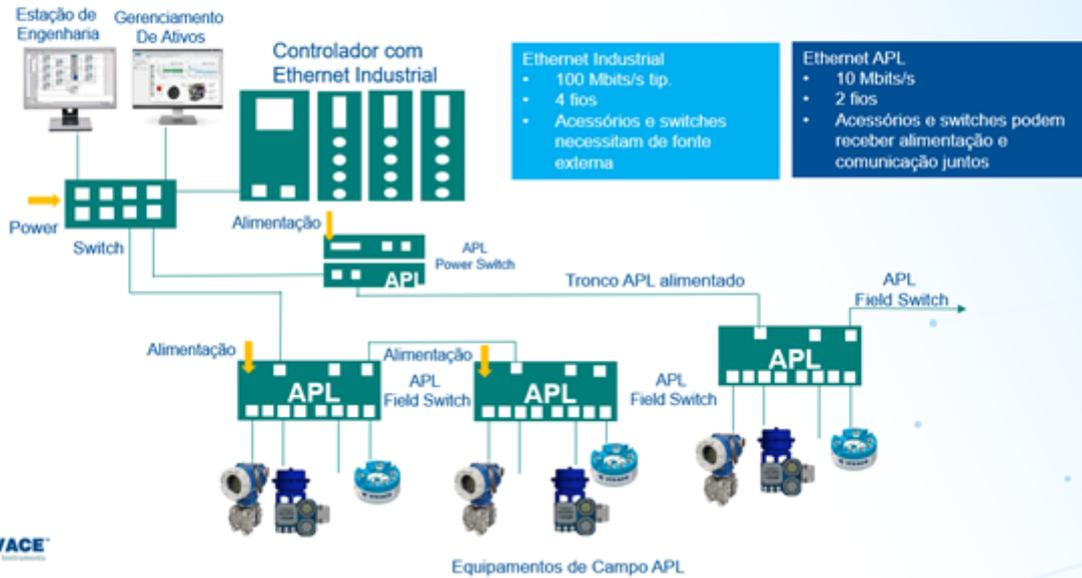 Estação de
Engenharia
Gerenciamento
De Ativos
Controlador com
Ethernet Industrial
Ethernet Industrial
• 100 Mbits/s tip.
• 4 fios
• Acessórios e switches
necessitam de fonte
externa
Ethernet APL
• 10 Mbits/s
• 2 fios
• Acessórios e switches podem
receber alimentação e
comunicação juntos
Power
Switch
Alimentação
APL
Power Switch
APL
Tronco APL alimentado
APL
Field Switch
Alimentação
APL
APL
Field Switch
Alimentação
APL
APL
Field Switch
APL
Equipamentos de Campo APL